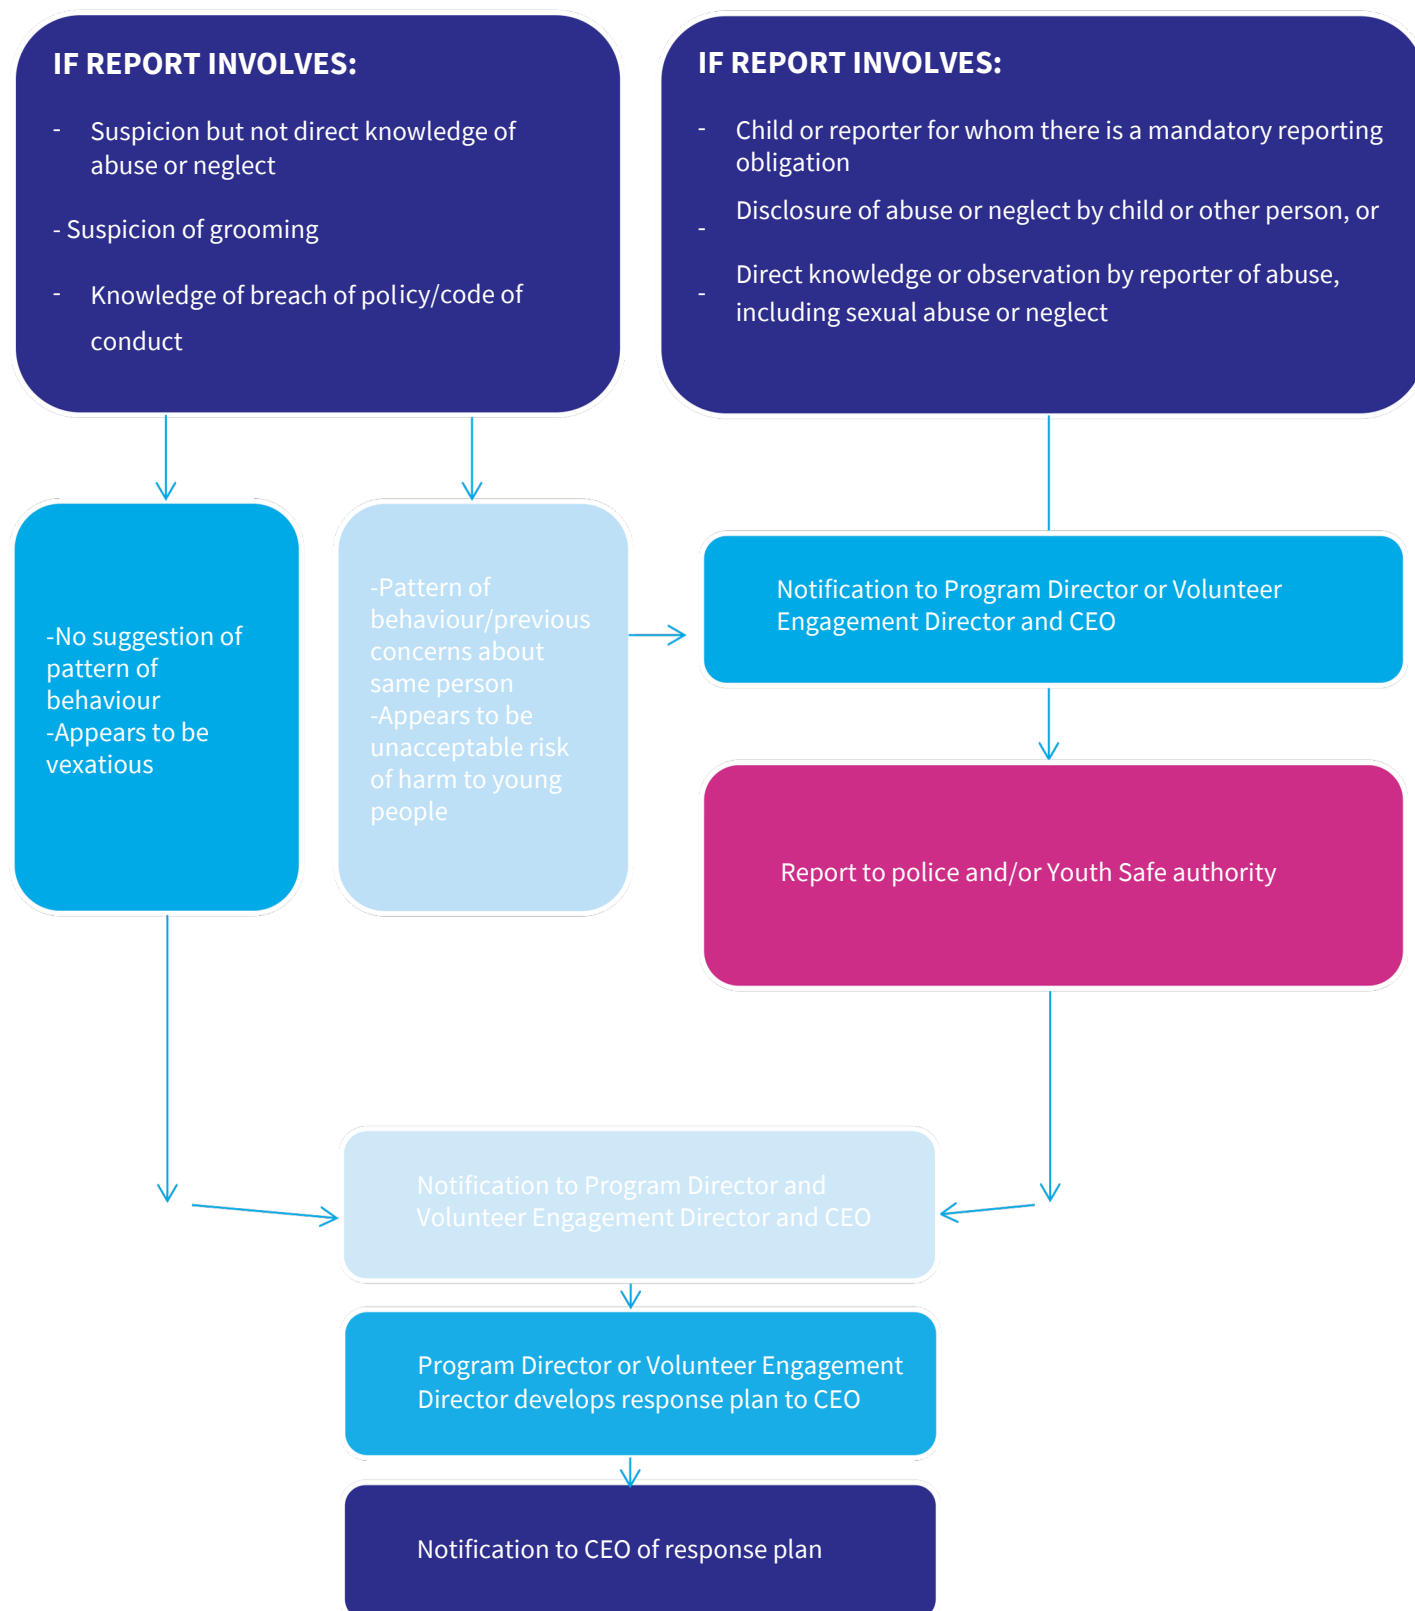 IF REPORT INVOLVES:
- Suspicion but not direct knowledge of
abuse or neglect
- Suspicion of grooming
- Knowledge of breach of policy/code of
conduct
IF REPORT INVOLVES:
- Child or reporter for whom there is a mandatory reporting
obligation
- Disclosure of abuse or neglect by child or other person, or
- Direct knowledge or observation by reporter of abuse,
including sexual abuse or neglect
-No suggestion of
pattern of
behaviour
-Appears to be
vexatious
-Pattern of
behaviour/previous
concerns about
same person
-Appears to be
unacceptable risk
of harm to young
people
Notification to Program Director or Volunteer
Engagement Director and CEO
Report to police and/or Youth Safe authority
Notification to Program Director and
Volunteer Engagement Director and CEO
Program Director or Volunteer Engagement
Director develops response plan to CEO
Notification to CEO of response plan